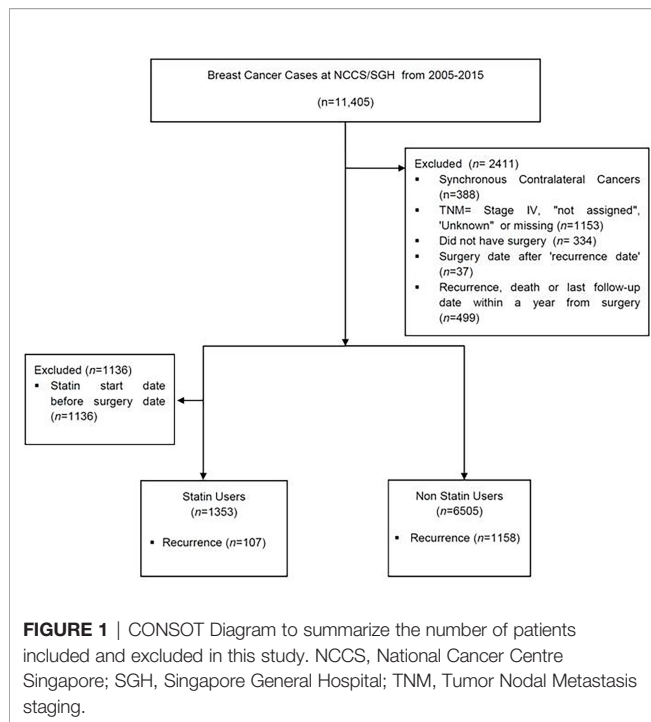 Breast Cancer Cases at NCCS/SGH from 2005-2015
(n=11,405)
Excluded (n= 2411)
▪ Synchronous Contralateral Cancers
(n=388)
▪ TNM= Stage IV, "not assigned",
'Unknown" or missing (n=1153)
▪ Did not have surgery (n= 334)
▪ Surgery date after 'recurrence date'
(n=37)
▪ Recurrence, death or last follow-up
date within a year from surgery
(n=499)
Excluded (n=1136)
▪ Statin start date
before surgery date
(n=1136)
Statin Users
(n=1353)
▪ Recurrence (n=107)
Non Statin Users
(n=6505)
▪ Recurrence (n=1158)
FIGURE 1 | CONSOT Diagram to summarize the number of patients
included and excluded in this study. NCCS, National Cancer Centre
Singapore; SGH, Singapore General Hospital; TNM, Tumor Nodal Metastasis
staging.